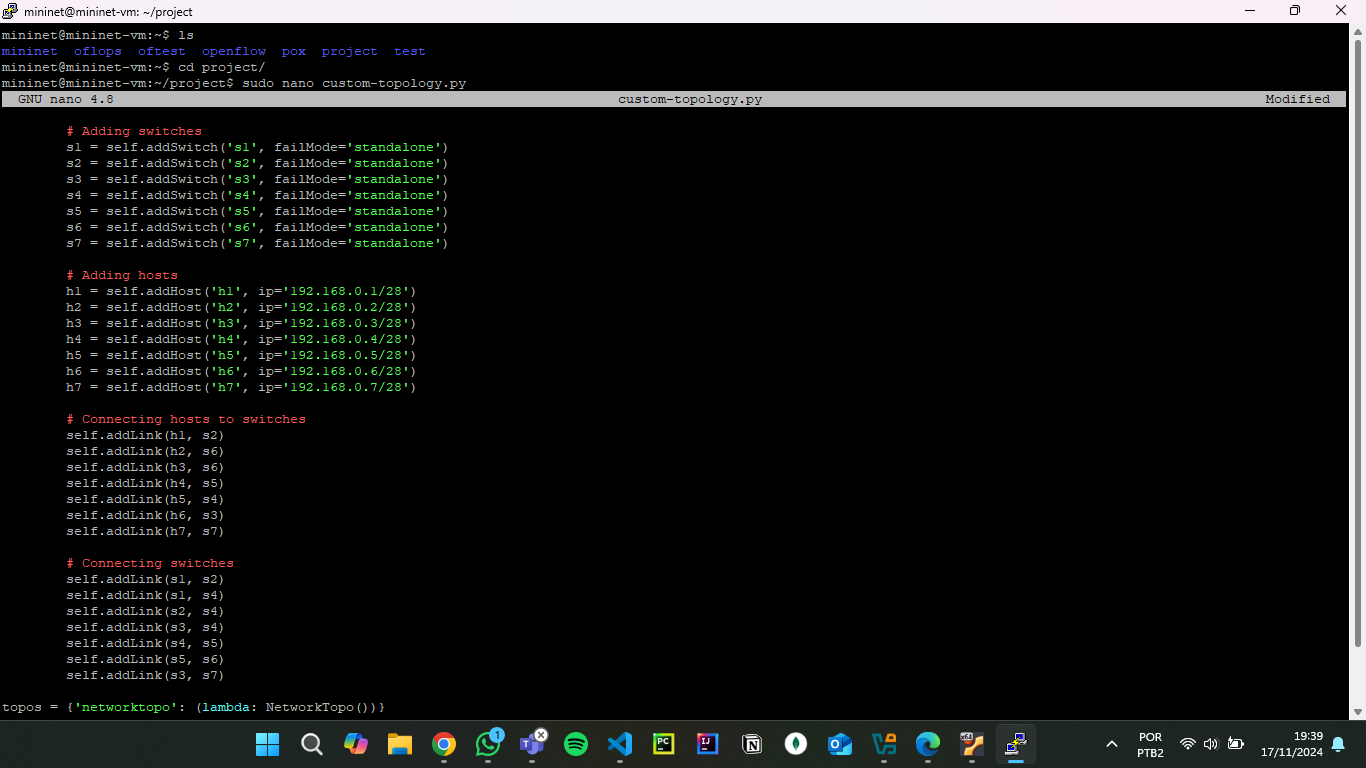 mininet@mininet-vm: ~/project
mininet@mininet-vm:~$ ls
mininet  oflops  oftest  openflow  pox  project  test
mininet@mininet-vm:~$ cd project/
mininet@mininet-vm:~/project$ sudo nano custom-topology.py
GNU nano 4.8                    custom-topology.py                    Modified
        # Adding switches
        s1 = self.addSwitch('s1', failMode='standalone')
        s2 = self.addSwitch('s2', failMode='standalone')
        s3 = self.addSwitch('s3', failMode='standalone')
        s4 = self.addSwitch('s4', failMode='standalone')
        s5 = self.addSwitch('s5', failMode='standalone')
        s6 = self.addSwitch('s6', failMode='standalone')
        s7 = self.addSwitch('s7', failMode='standalone')
        # Adding hosts
        h1 = self.addHost('h1', ip='192.168.0.1/28')
        h2 = self.addHost('h2', ip='192.168.0.2/28')
        h3 = self.addHost('h3', ip='192.168.0.3/28')
        h4 = self.addHost('h4', ip='192.168.0.4/28')
        h5 = self.addHost('h5', ip='192.168.0.5/28')
        h6 = self.addHost('h6', ip='192.168.0.6/28')
        h7 = self.addHost('h7', ip='192.168.0.7/28')
        # Connecting hosts to switches
        self.addLink(h1, s2)
        self.addLink(h2, s6)
        self.addLink(h3, s6)
        self.addLink(h4, s5)
        self.addLink(h5, s4)
        self.addLink(h6, s3)
        self.addLink(h7, s7)
        # Connecting switches
        self.addLink(s1, s2)
        self.addLink(s1, s4)
        self.addLink(s2, s4)
        self.addLink(s3, s4)
        self.addLink(s4, s5)
        self.addLink(s5, s6)
        self.addLink(s3, s7)
topos = {'networktopo': (lambda: NetworkTopo())}
1
PC
IJ
POR
PTB2
19:39
17/11/2024